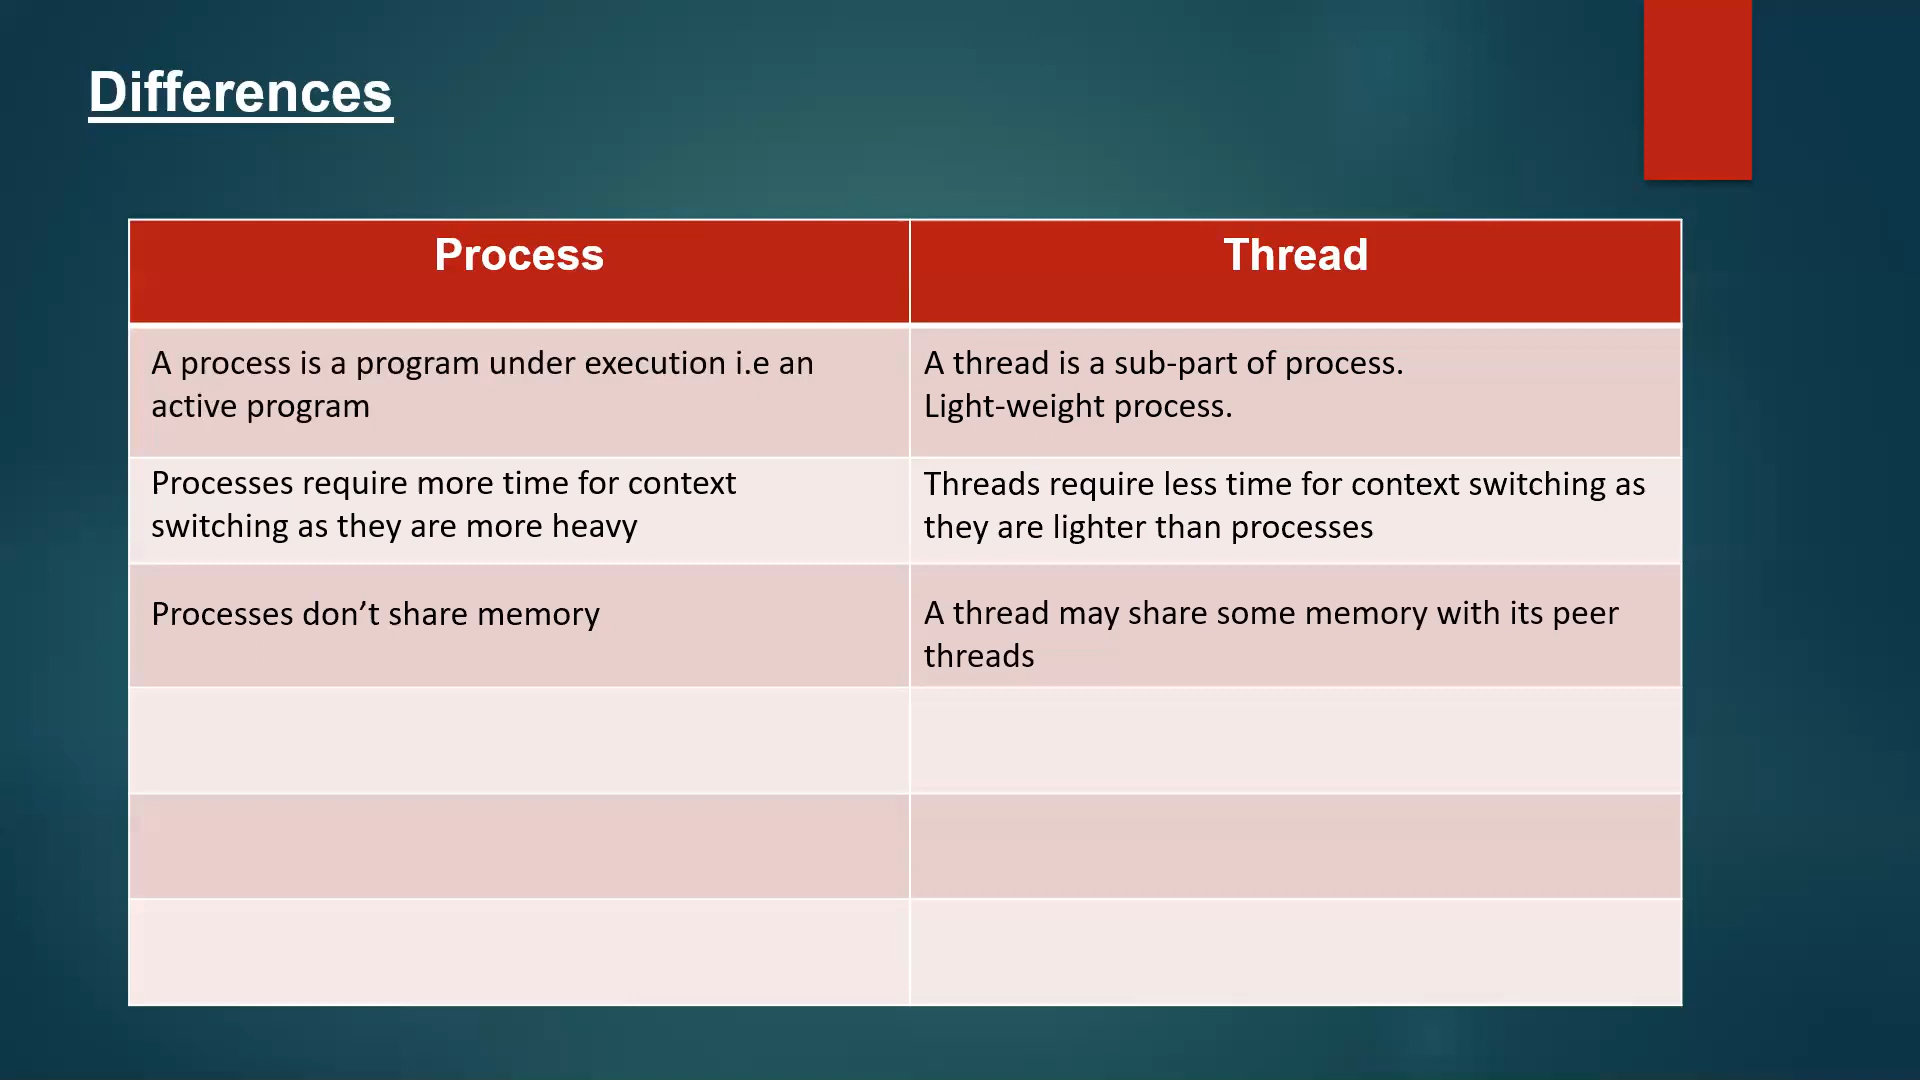 Differences
Process
Thread
A process is a program under execution i.e an
active program
A thread is a sub-part of process.
Light-weight process.
Processes require more time for context
switching as they are more heavy
Threads require less time for context switching as
they are lighter than processes
Processes don’t share memory
A thread may share some memory with its peer
threads